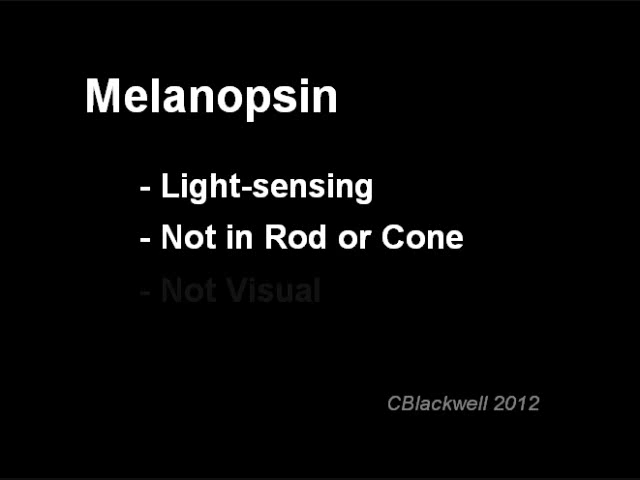 Melanopsin
- Light-sensing
- Not in Rod or Cone
- Not Visual
CBlackwell 2012